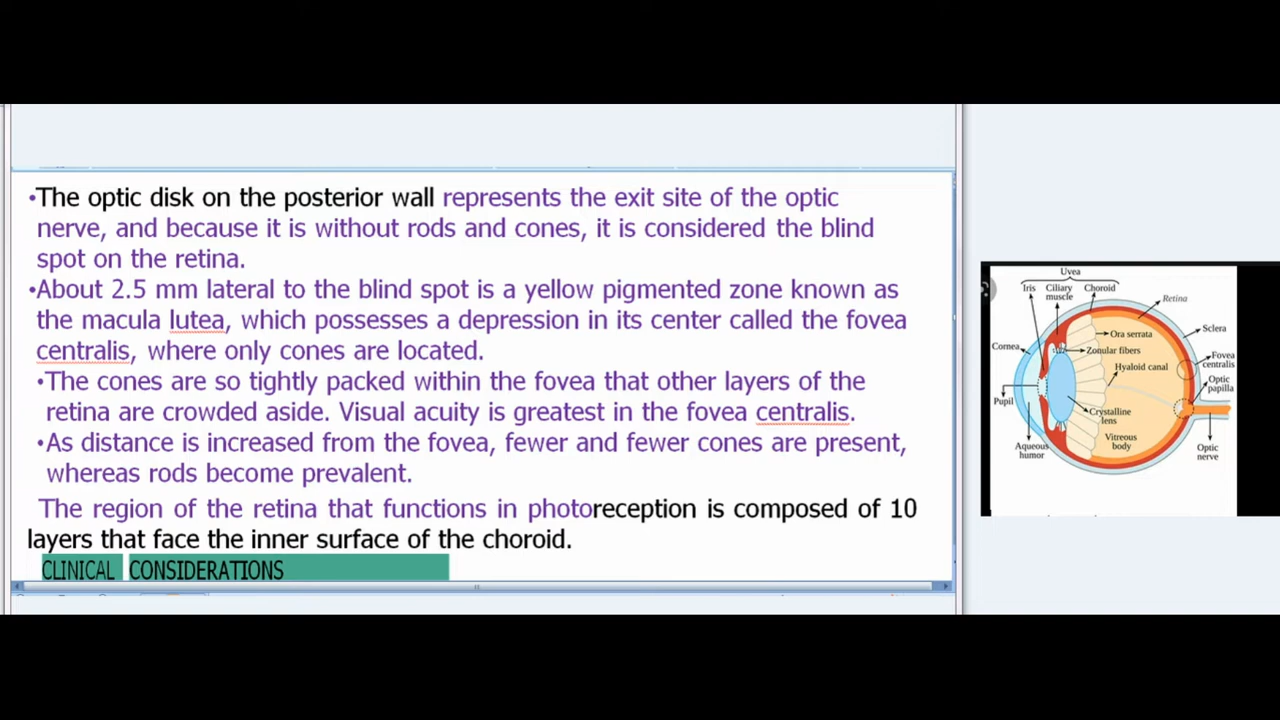 •The optic disk on the posterior wall represents the exit site of the optic
nerve, and because it is without rods and cones, it is considered the blind
spot on the retina.
•About 2.5 mm lateral to the blind spot is a yellow pigmented zone known as
the macula lutea, which possesses a depression in its center called the fovea
centralis, where only cones are located.
•The cones are so tightly packed within the fovea that other layers of the
retina are crowded aside. Visual acuity is greatest in the fovea centralis.
•As distance is increased from the fovea, fewer and fewer cones are present,
whereas rods become prevalent.
The region of the retina that functions in photoreception is composed of 10
layers that face the inner surface of the choroid.
CLINICAL CONSIDERATIONS
Uvea
Iris
Ciliary
muscle
Choroid
Retina
Ora serrata
Sclera
Cornea
Zonular fibers
Fovea
centralis
Hyaloid canal
Optic
papilla
Pupil
Crystalline
lens
Vitreous
body
Aqueous
humor
Optic
nerve